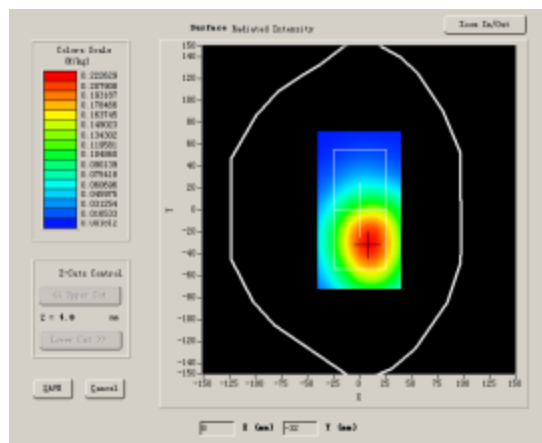 Surface Radiated Intensity
Zoom In/Out
Colors Scale
(W/kg)
0.222629
0.207908
0.193187
0.178466
0.163745
0.149023
0.134302
0.119581
0.104860
0.090139
0.075418
0.060696
0.045975
0.031254
0.016533
0.001812
Z-Cuts Control
<< Upper Cut
Z = 4.0 mm
Lower Cut >>
SAVE
Cancel
150
140
120
100
80
60
40
20
0
-20
-40
-60
-80
-100
-120
-140
-150
Y
-150 -125 -100 -75 -50 -25 0 25 50 75 100 125 150
X
X (mm) -32 Y (mm)